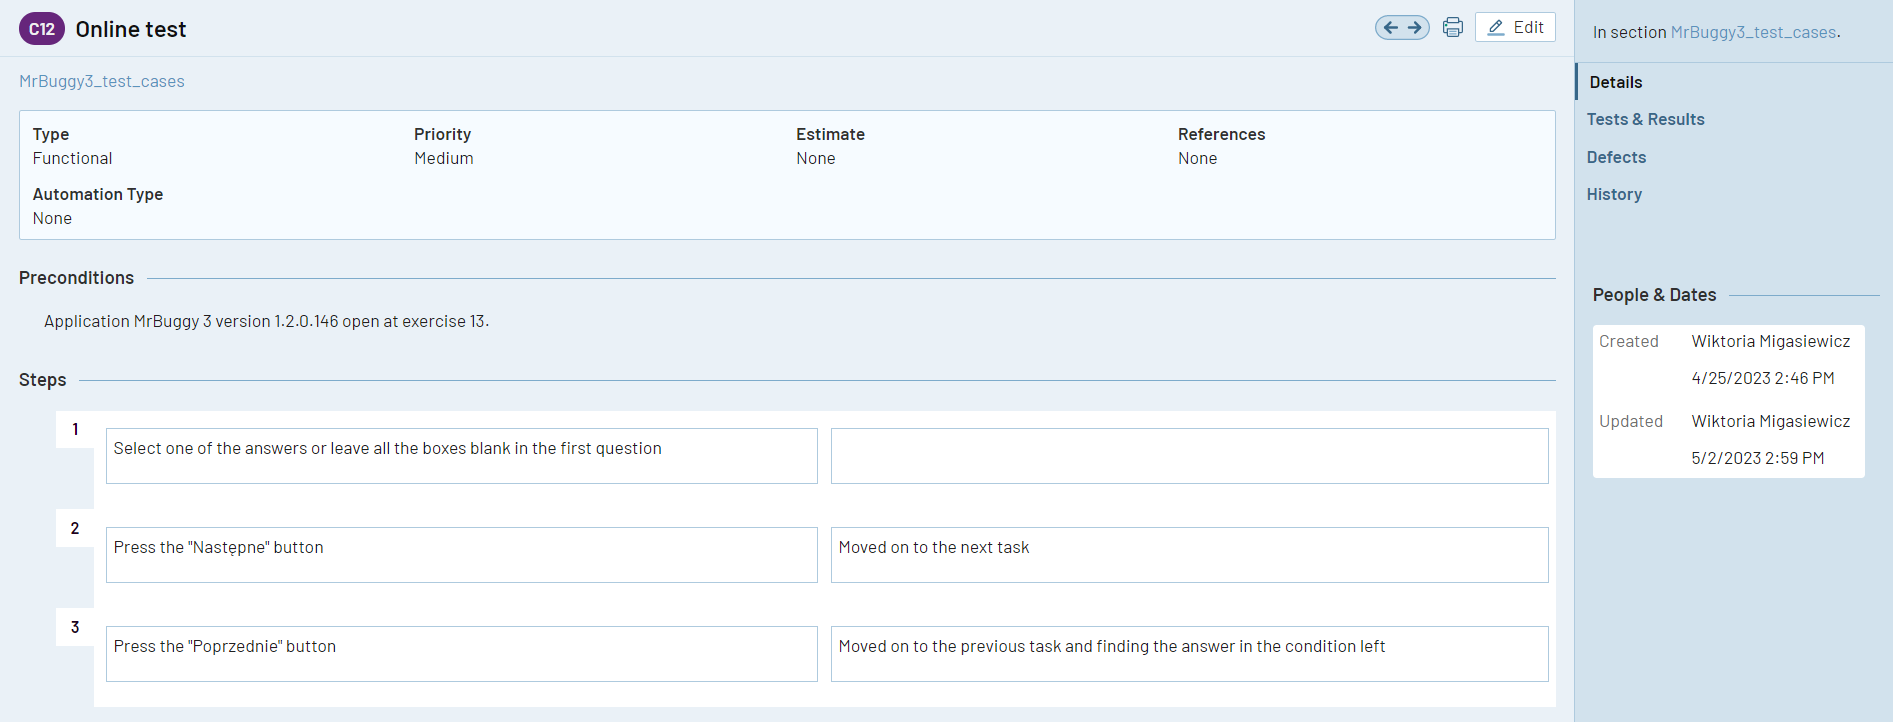 C12 Online test
Edit
MrBuggy3_test_cases
Type Priority Estimate References
Functional Medium None None
Automation Type
None
Preconditions
Application MrBuggy 3 version 1.2.0.146 open at exercise 13.
Steps
1
Select one of the answers or leave all the boxes blank in the first question
2
Press the "Następne" button Moved on to the next task
3
Press the "Poprzednie" button Moved on to the previous task and finding the answer in the condition left
In section MrBuggy3_test_cases.
Details
Tests & Results
Defects
History
People & Dates
Created Wiktoria Migasiewicz
4/25/2023 2:46 PM
Updated Wiktoria Migasiewicz
5/2/2023 2:59 PM